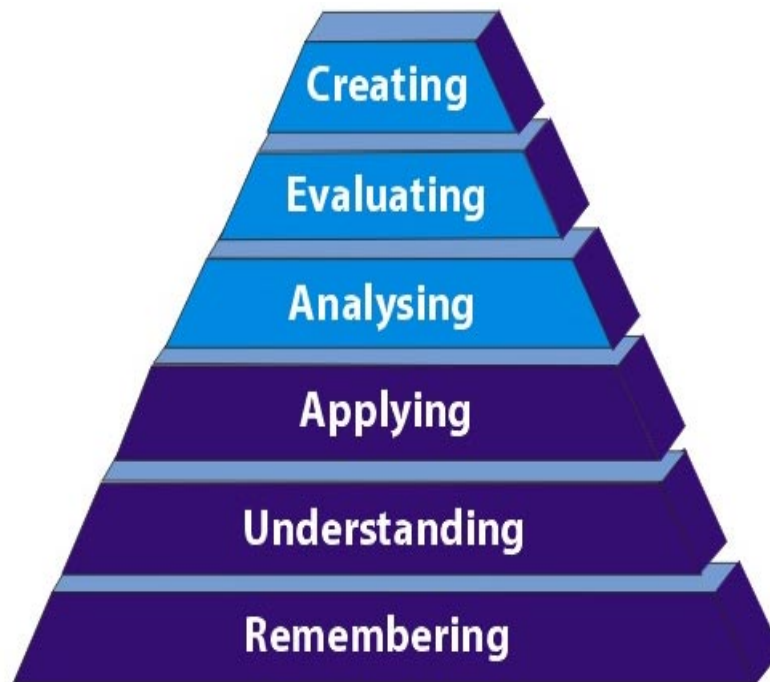 Creating
Evaluating
Analysing
Applying
Understanding
Remembering